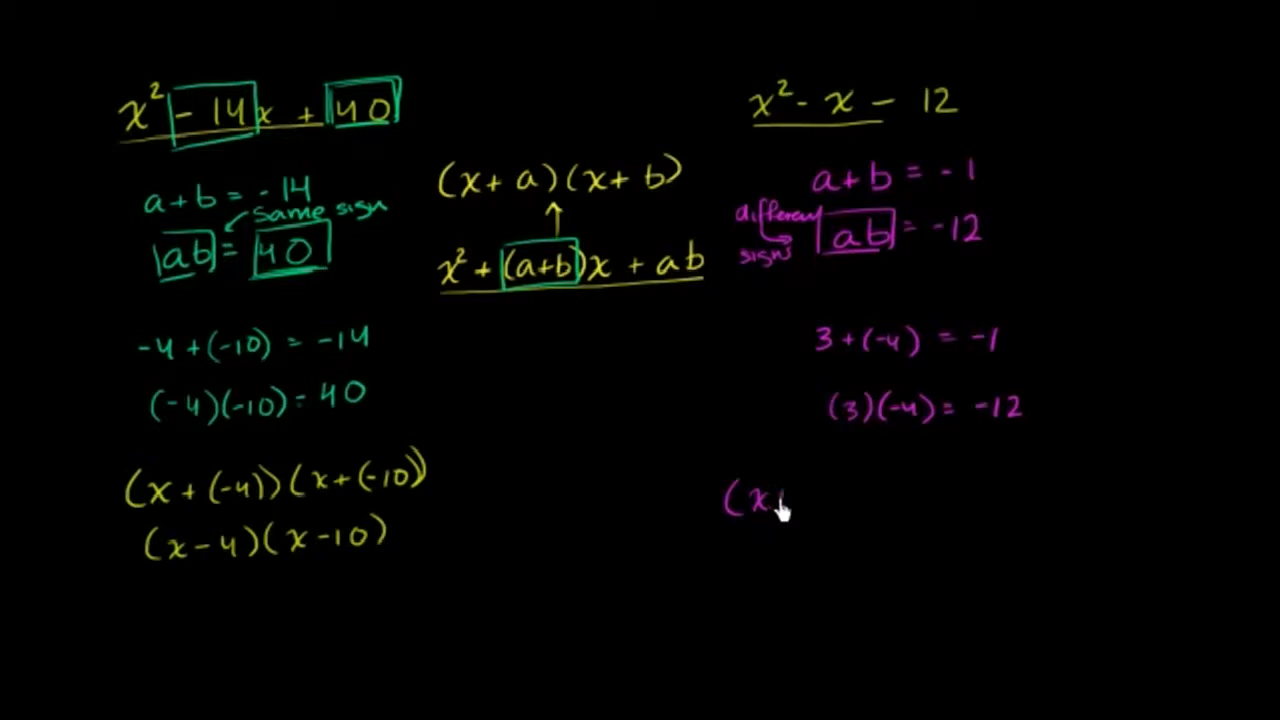 x² - 14x + 40
a+b = -14
same sign
ab = 40
-4 + (-10) = -14
(-4)(-10) = 40
(x + (-4))(x + (-10))
(x - 4)(x - 10)
(x + a)(x + b)
x² + (a+b)x + ab
x² - x - 12
a+b = -1
different
signs
ab = -12
3 + (-4) = -1
(3)(-4) = -12
(x